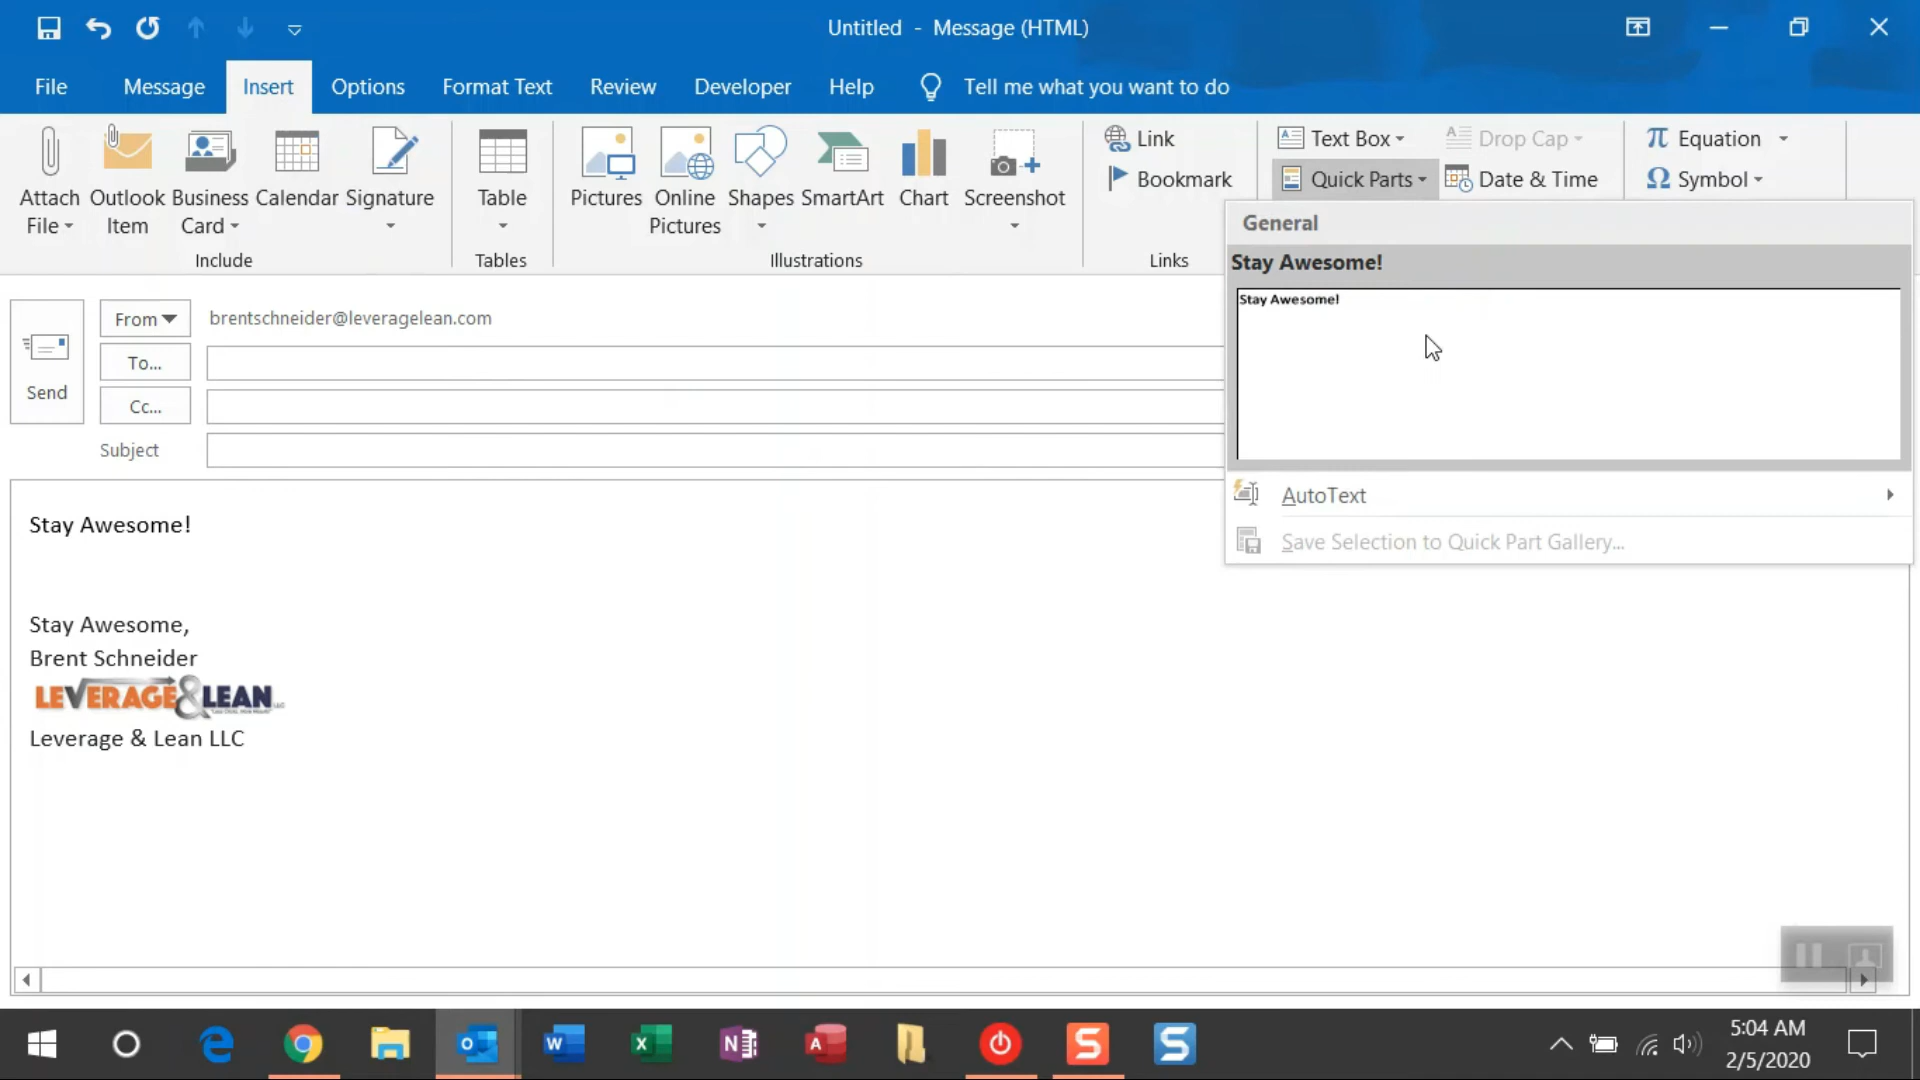 Untitled - Message (HTML)
File Message Insert Options Format Text Review Developer Help Tell me what you want to do
Attach File
Outlook Item
Business Card
Calendar
Signature
Include
Table
Tables
Pictures
Online Pictures
Shapes
SmartArt
Chart
Screenshot
Illustrations
Link
Bookmark
Links
Text Box
Quick Parts
Drop Cap
Date & Time
Equation
Symbol
General
Stay Awesome!
Stay Awesome!
AutoText
Save Selection to Quick Part Gallery...
Send
From brentschneider@leveragelean.com
To...
Cc...
Subject
Stay Awesome!
Stay Awesome,
Brent Schneider
LEVERAGE&LEAN
Leverage & Lean LLC
5:04 AM
2/5/2020